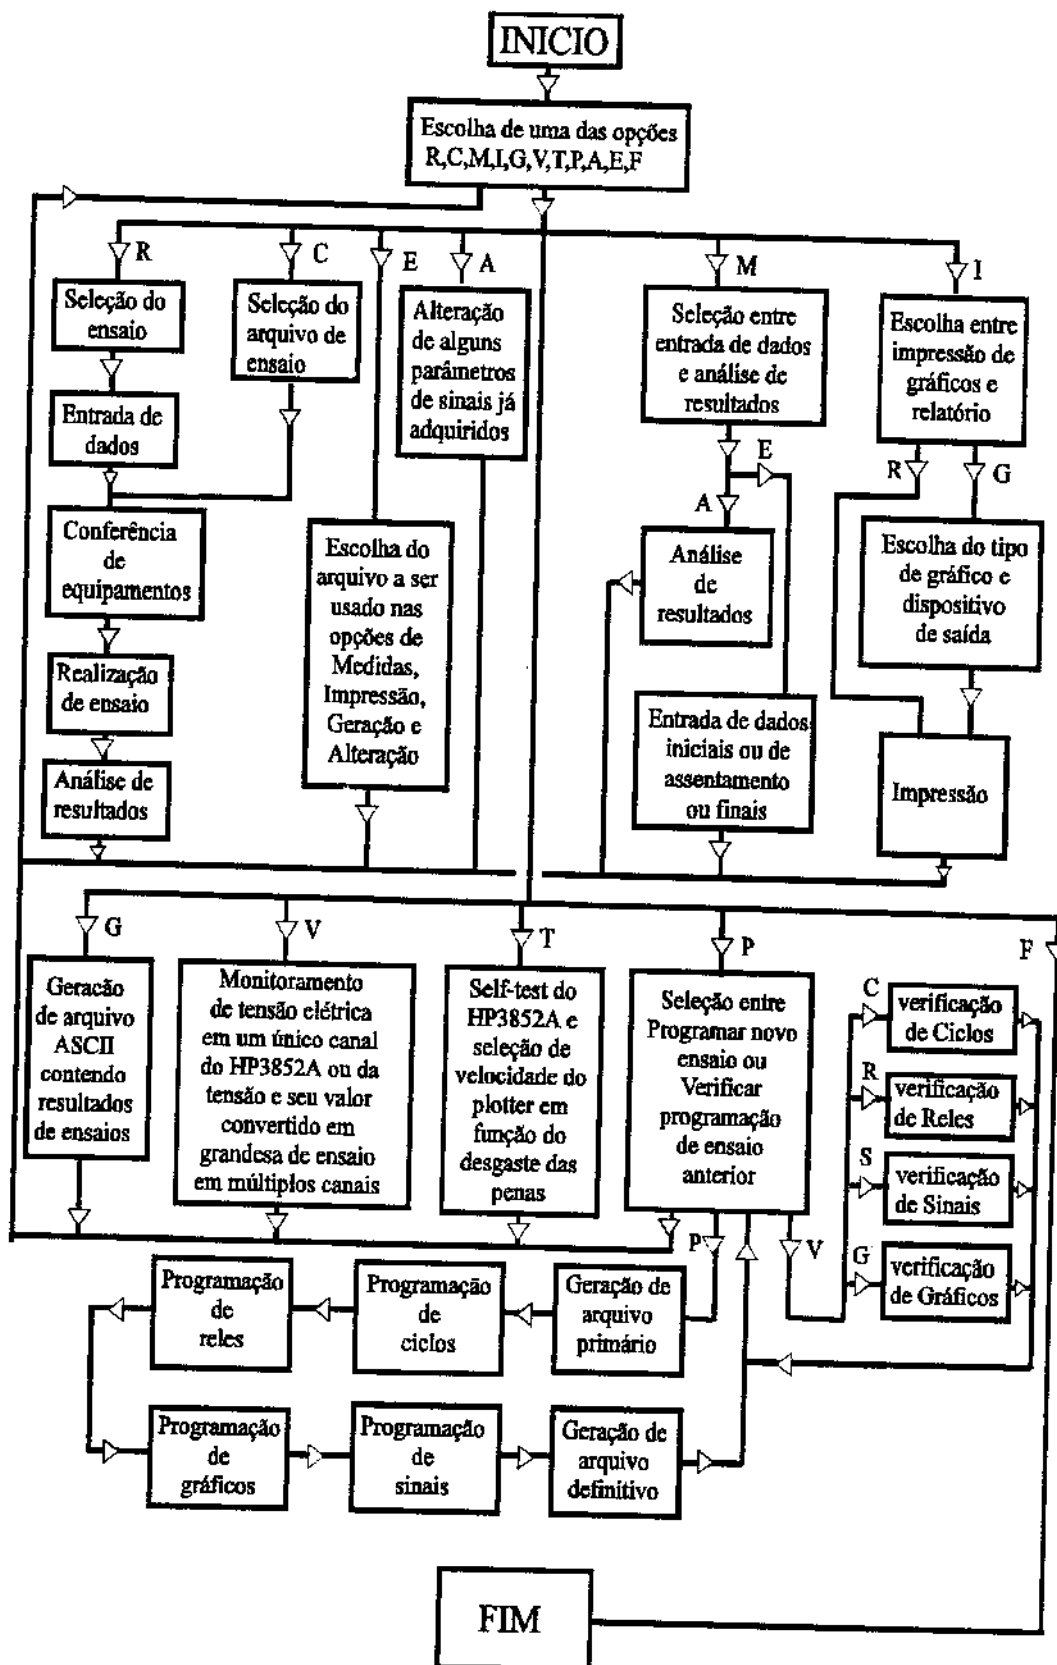 INICIO
Escolha de uma das opções
R,C,M,I,G,V,T,P,A,E,F
R
Seleção do
ensaio
Entrada de
dados
Conferência
de
equipamentos
Realização
de ensaio
Análise de
resultados
C
Seleção do
arquivo de
ensaio
E
Escolha do
arquivo a ser
usado nas
opções de
Medidas,
Impressão,
Geração e
Alteração
A
Alteração
de alguns
parâmetros
de sinais já
adquiridos
M
Seleção entre
entrada de dados
e análise de
resultados
E
A
Análise
de
resultados
Entrada de dados
iniciais ou de
assentamento
ou finais
I
Escolha entre
impressão de
gráficos e
relatório
R
G
Escolha do tipo
de gráfico e
dispositivo
de saída
Impressão
G
Geracão
de arquivo
ASCII
contendo
resultados
de ensaios
V
Monitoramento
de tensão elétrica
em um único canal
do HP3852A ou da
tensão e seu valor
convertido em
grandesa de ensaio
em múltiplos canais
T
Self-test do
HP3852A e
seleção de
velocidade do
plotter em
função do
desgaste das
penas
P
Seleção entre
Programar novo
ensaio ou
Verificar
programação
de ensaio
anterior
F
C
verificação
de Ciclos
R
verificação
de Reles
S
verificação
de Sinais
G
verificação
de Gráficos
P
V
Programação
de
reles
Programação
de
ciclos
Geração de
arquivo
primário
Programação
de
gráficos
Programação
de
sinais
Geração de
arquivo
definitivo
FIM